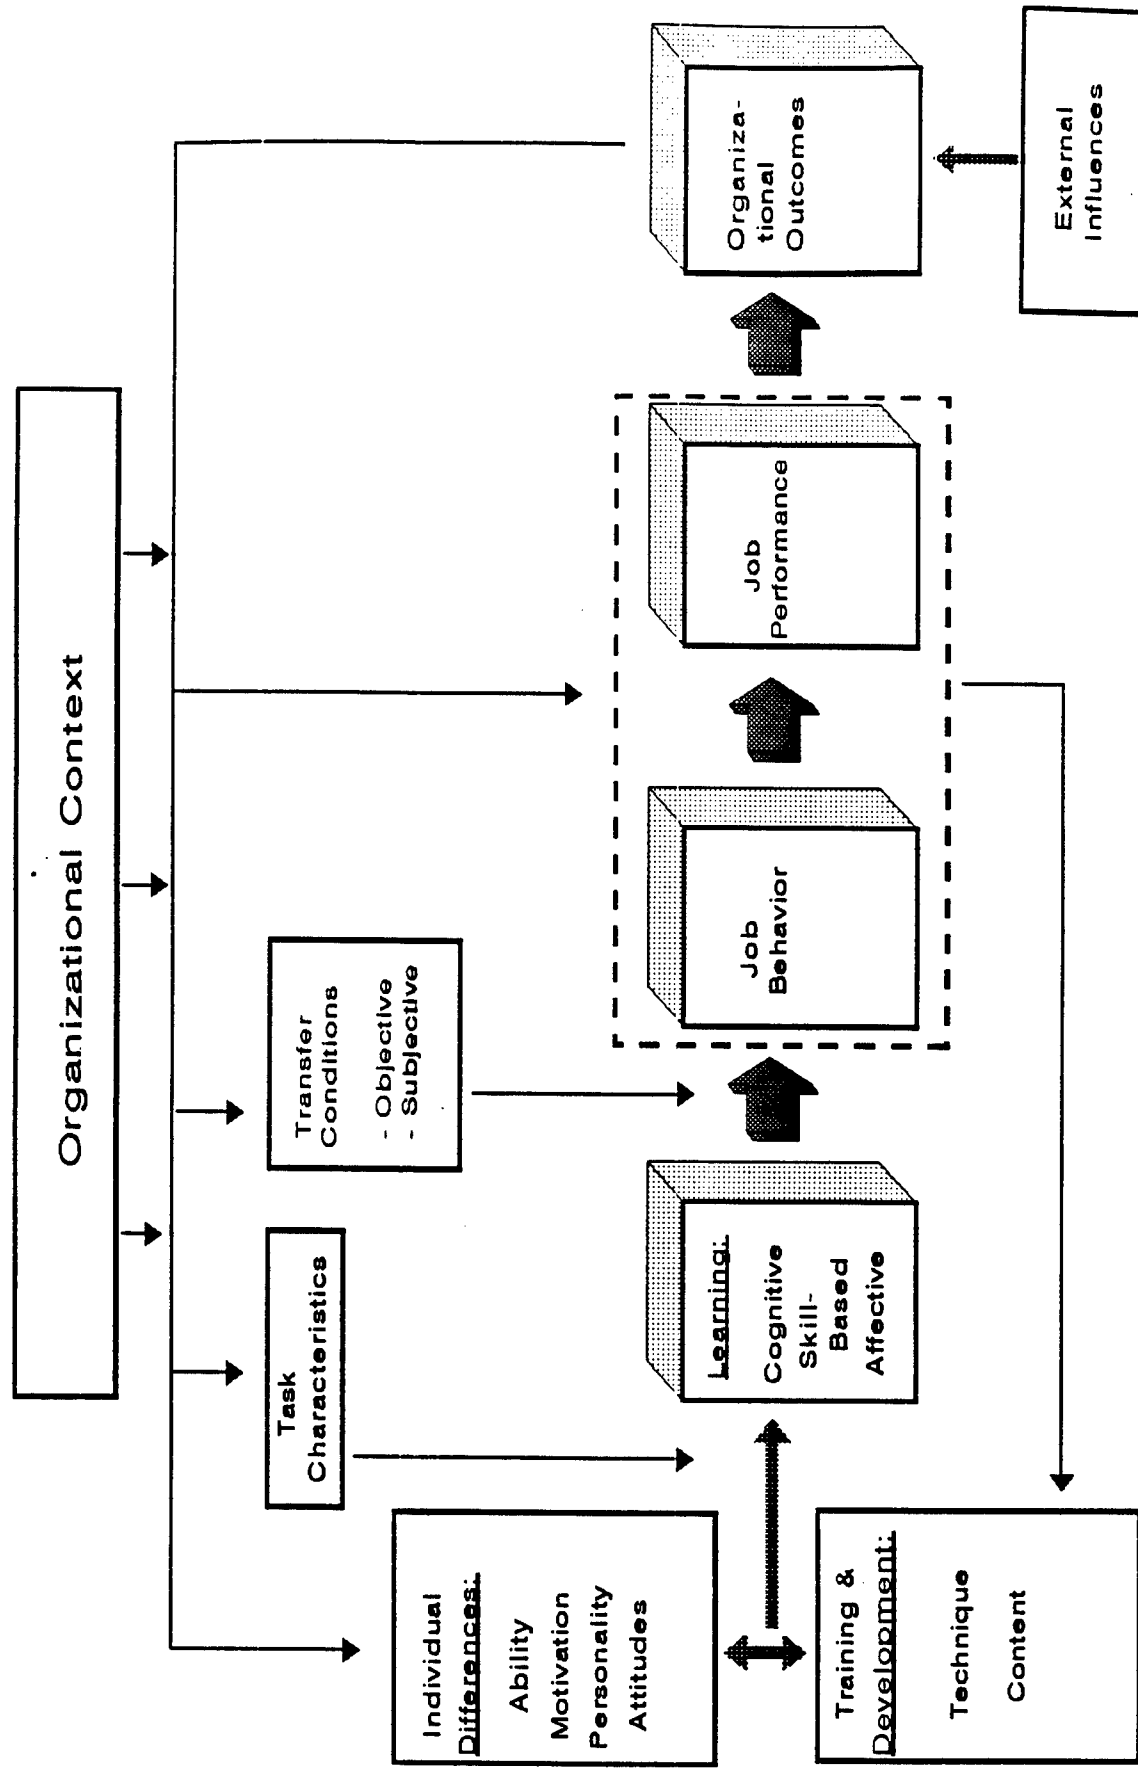 Organizational Context
Task
Characteristics
Transfer
Conditions
- Objective
- Subjective
Individual
Differences:
Ability
Motivation
Personality
Attitudes
Training &
Development:
Technique
Content
Learning:
Cognitive
Skill-
Based
Affective
Job
Behavior
Job
Performance
Organiza-
tional
Outcomes
External
Influences